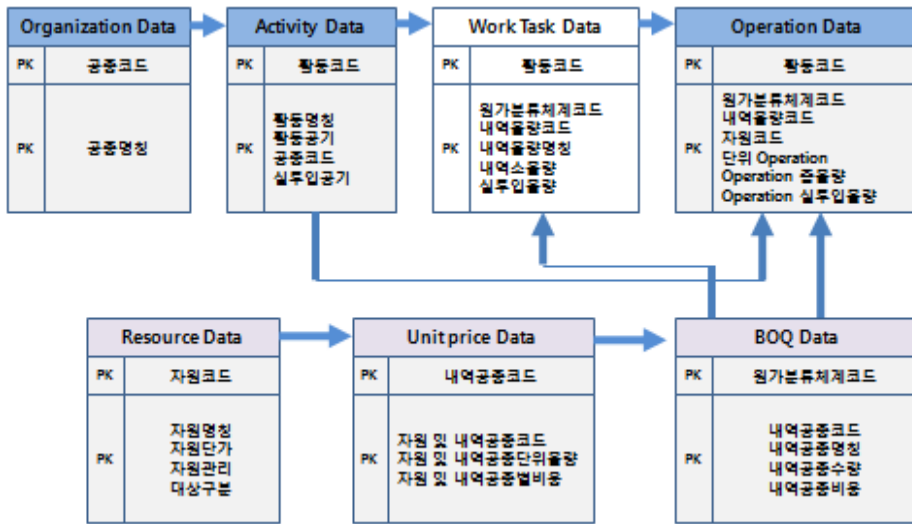 Organization Data
PK 공종코드
PK 공종명칭
Activity Data
PK 활동코드
PK
활동명칭
활동공기
공종코드
실투입공기
Work Task Data
PK 활동코드
PK
원가분류체계코드
내역물량코드
내역물량명칭
내역소물량
실투입물량
Operation Data
PK 활동코드
PK
원가분류체계코드
내역물량코드
자원코드
단위 Operation
Operation 총물량
Operation 실투입물량
Resource Data
PK 자원코드
PK
자원명칭
자원단가
자원관리
대상구분
Unit price Data
PK 내역공종코드
PK
자원 및 내역공종코드
자원 및 내역공종단위물량
자원 및 내역공종별비용
BOQ Data
PK 원가분류체계코드
PK
내역공종코드
내역공종명칭
내역공종수량
내역공종비용